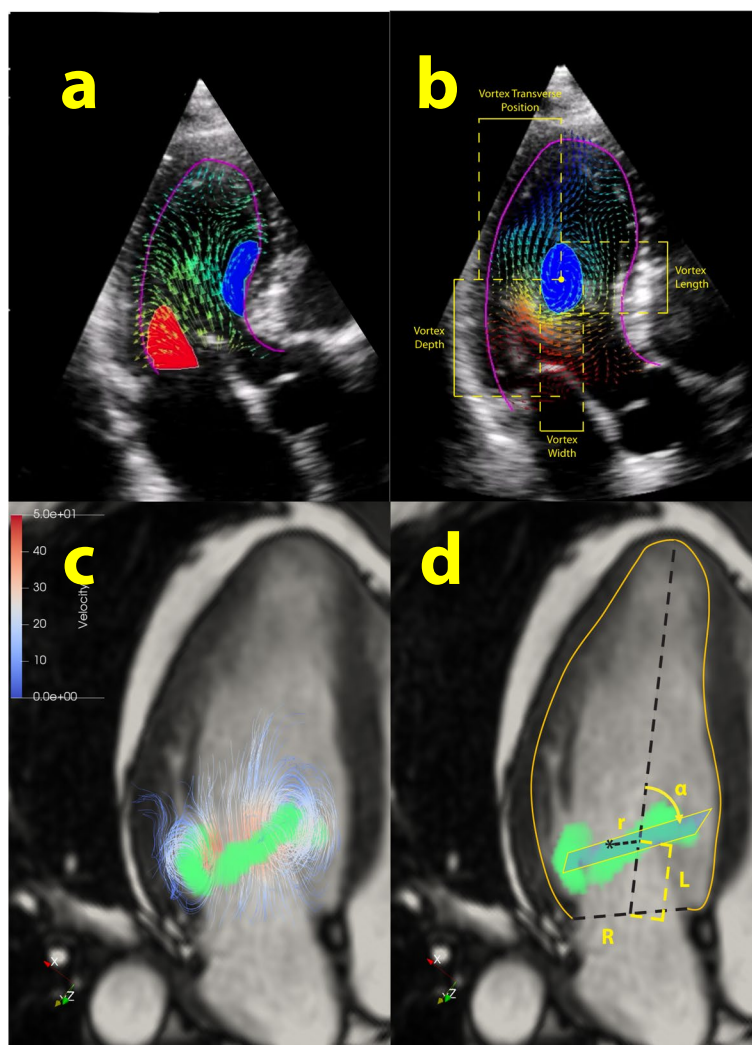 a
b
Vortex Transverse
Position
Vortex
Length
Vortex
Depth
Vortex
Width
c
5.0e+01
40
30
20
10
0.0e+00
Velocity
X
Z
d
α
r
*
L
R
X
Z